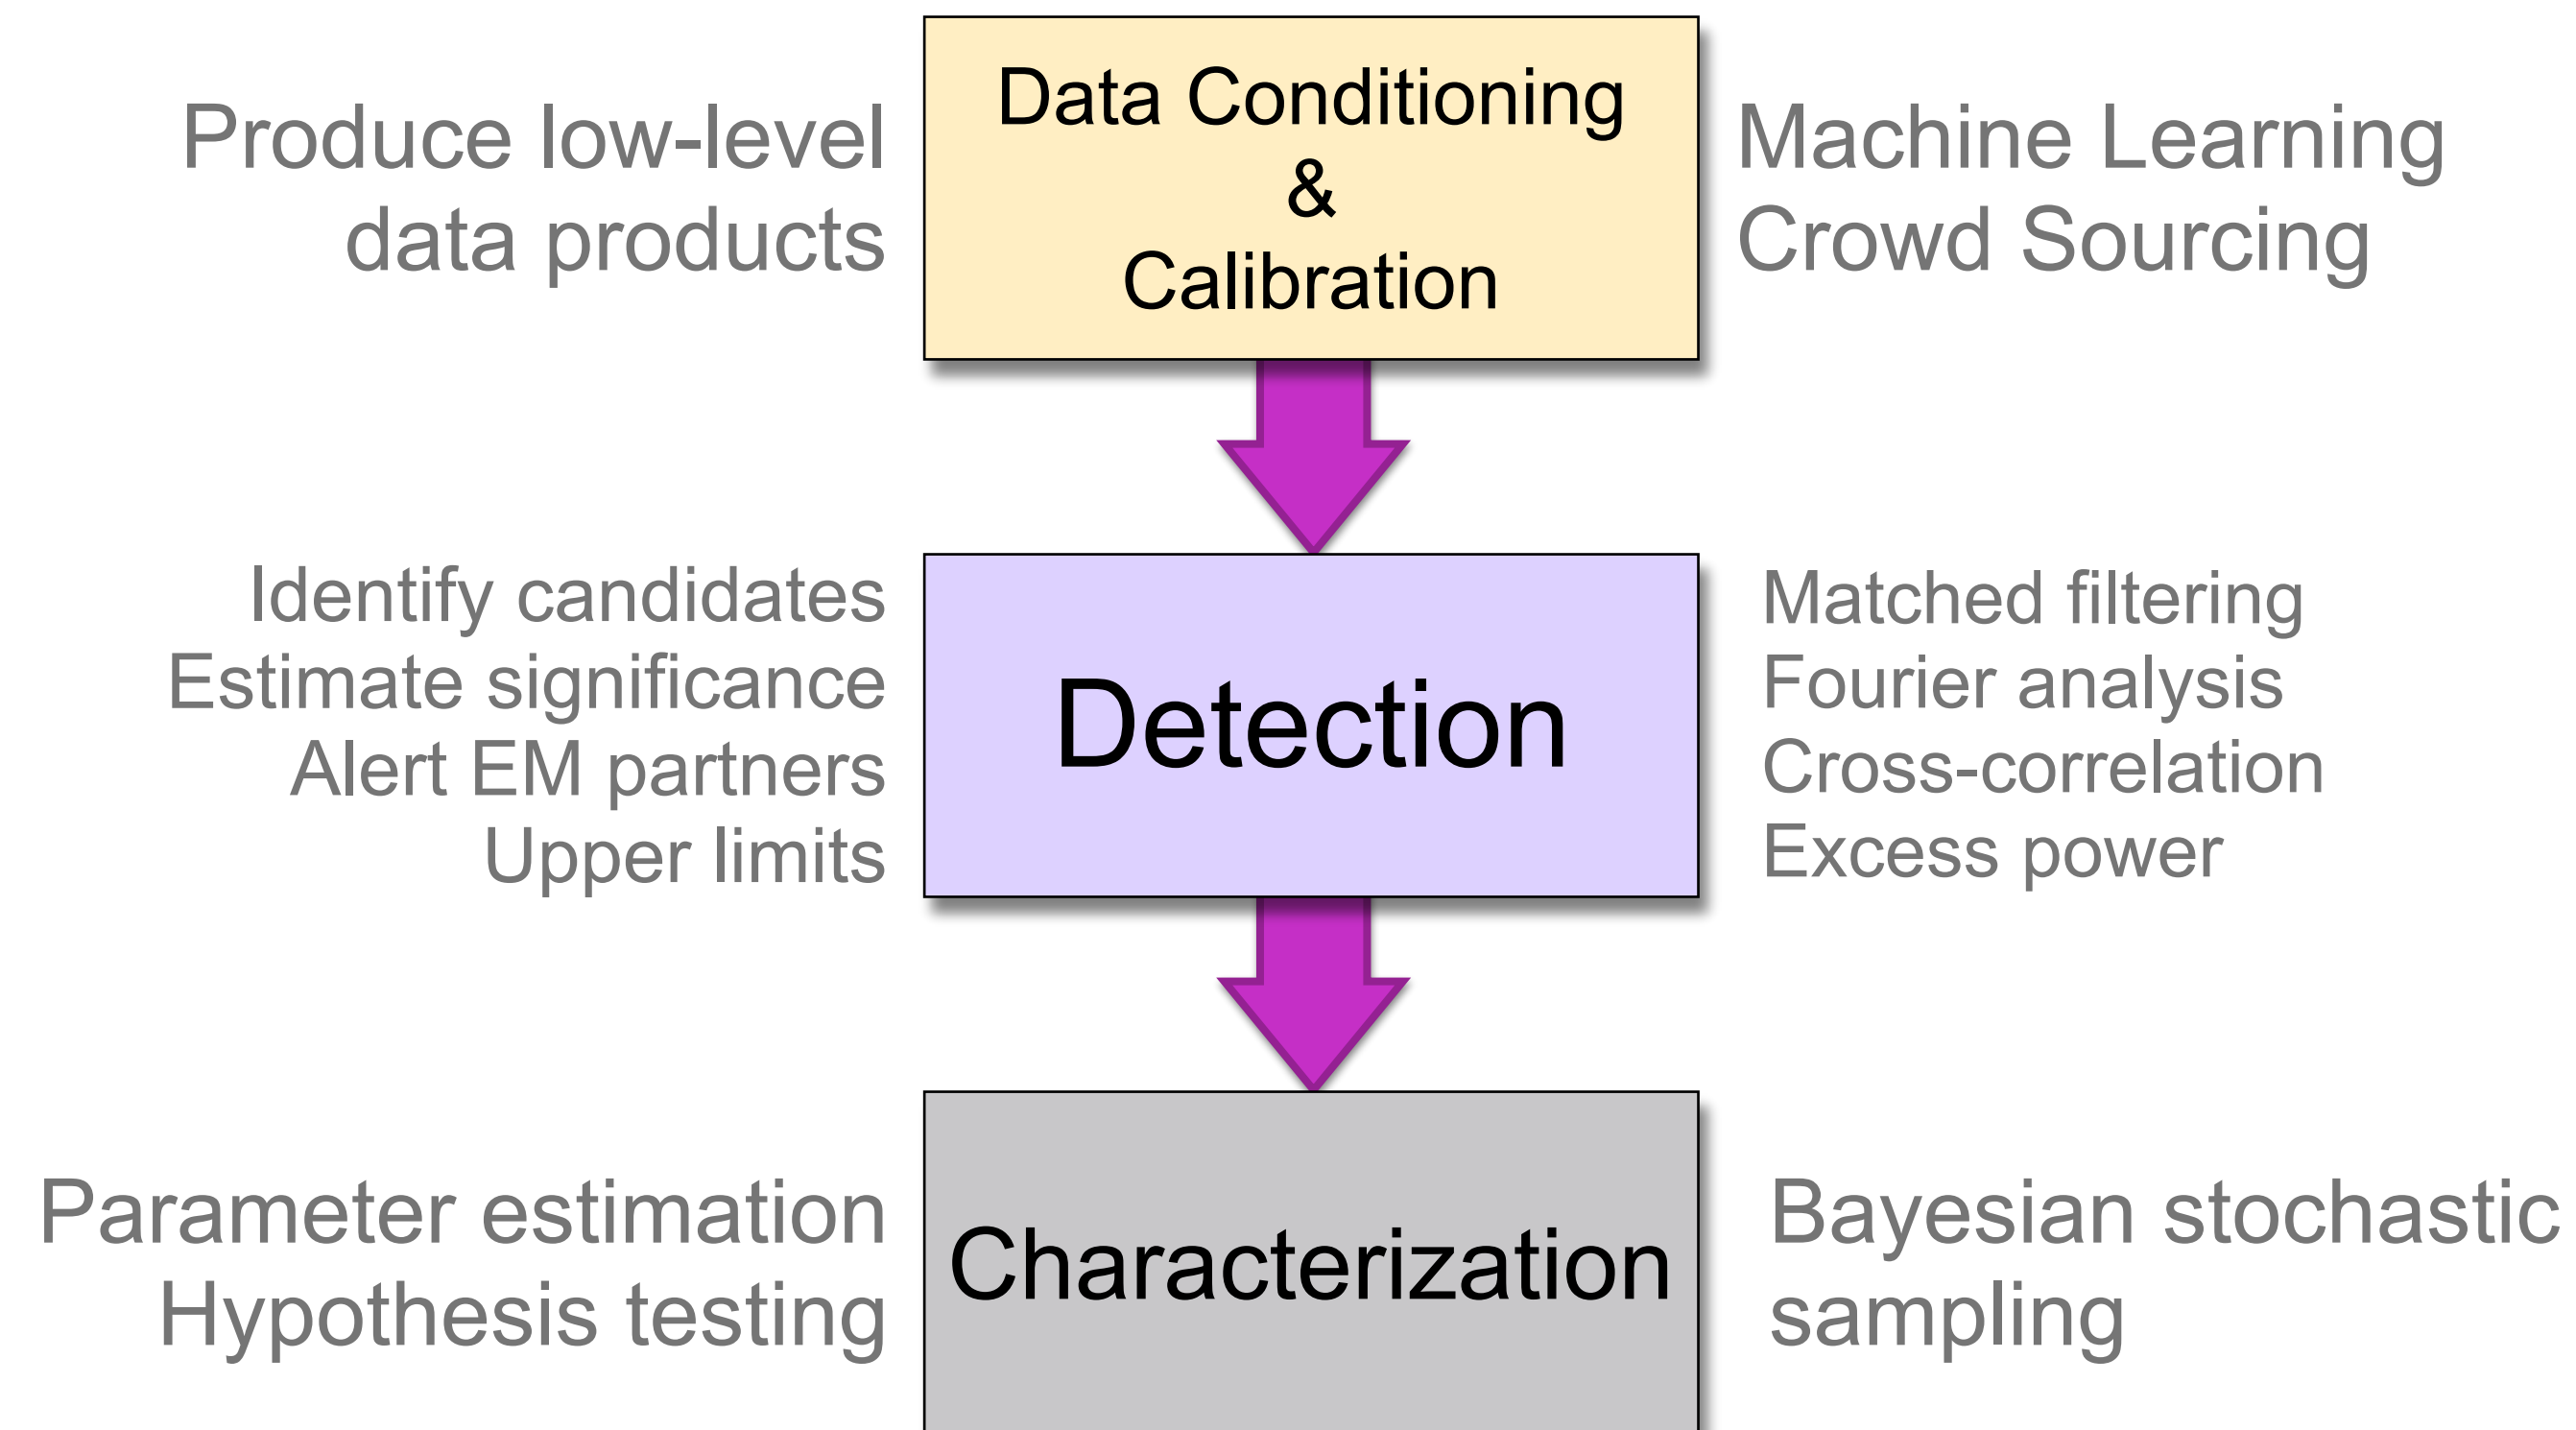 Produce low-level
data products
Data Conditioning
&
Calibration
Machine Learning
Crowd Sourcing
Identify candidates
Estimate significance
Alert EM partners
Upper limits
Detection
Matched filtering
Fourier analysis
Cross-correlation
Excess power
Parameter estimation
Hypothesis testing
Characterization
Bayesian stochastic
sampling